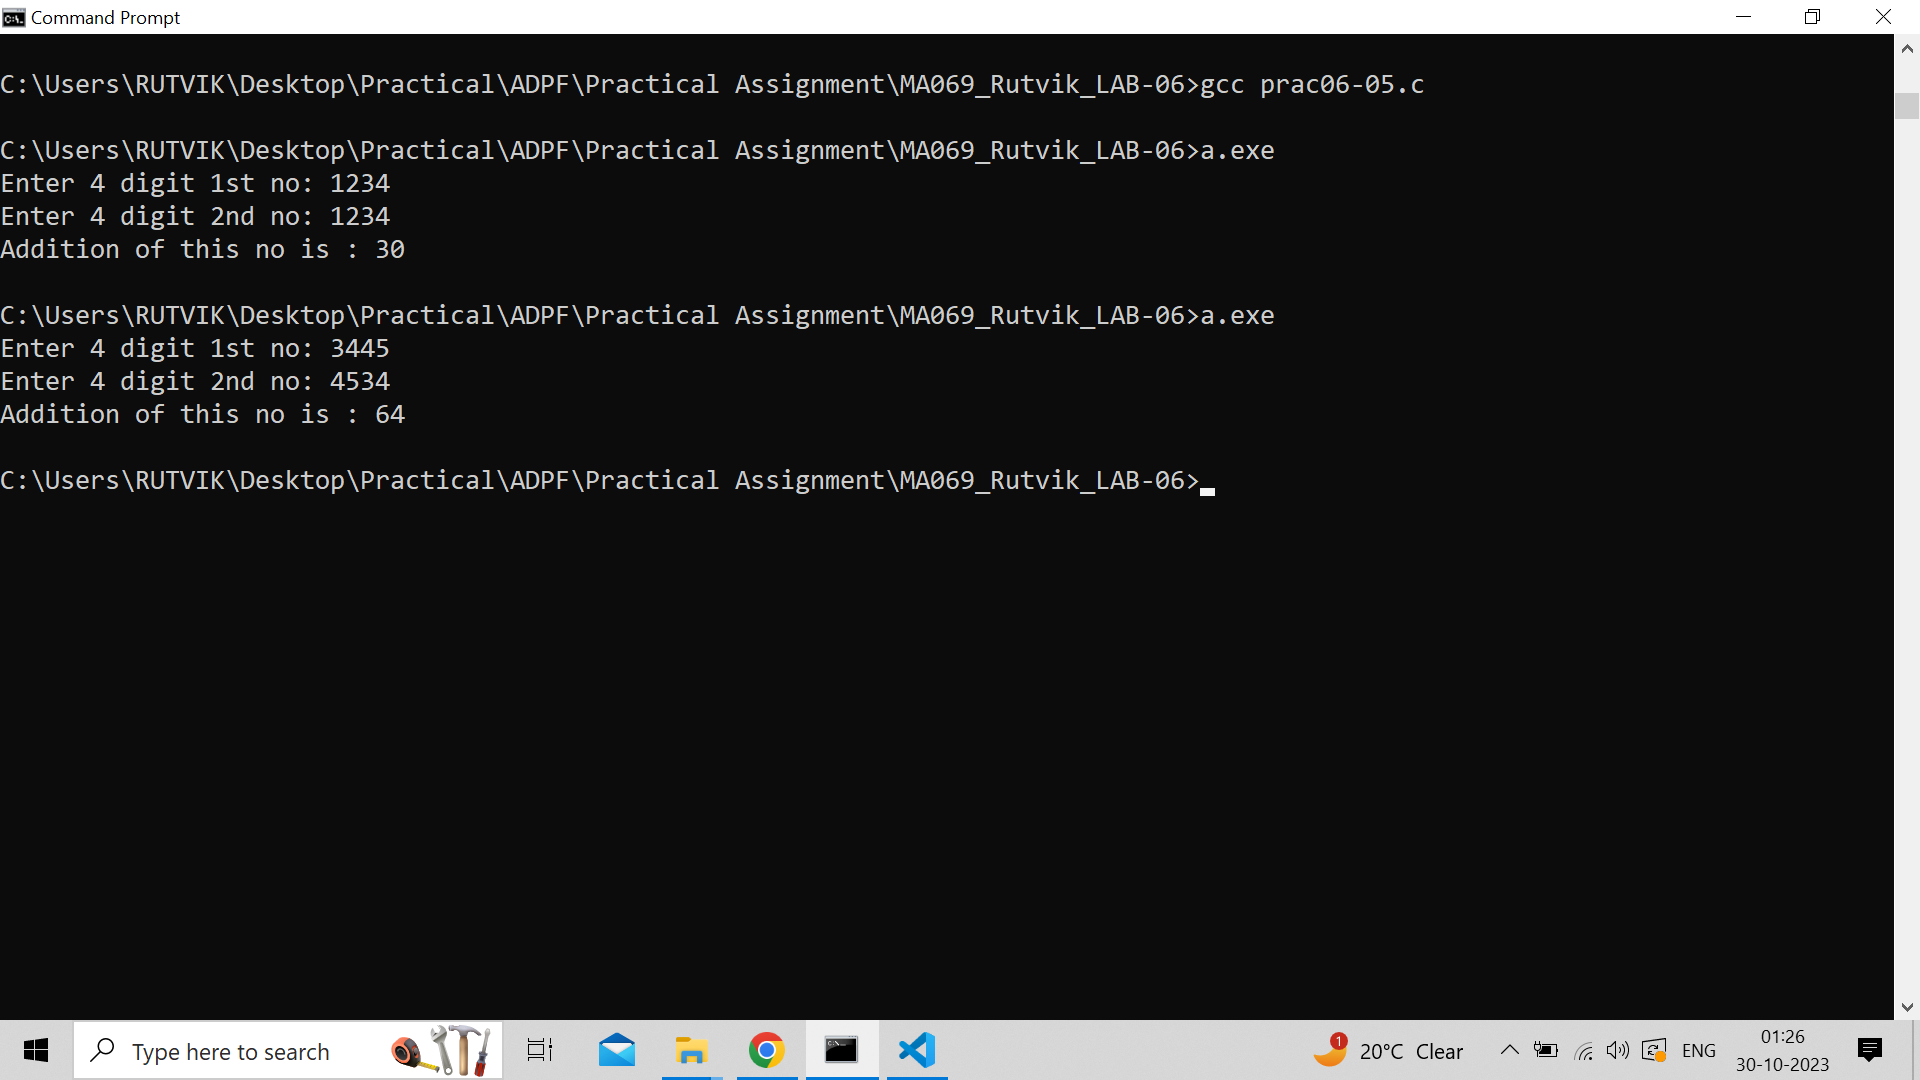 Command Prompt
C:\Users\RUTVIK\Desktop\Practical\ADPF\Practical Assignment\MA069_Rutvik_LAB-06>gcc prac06-05.c
C:\Users\RUTVIK\Desktop\Practical\ADPF\Practical Assignment\MA069_Rutvik_LAB-06>a.exe
Enter 4 digit 1st no: 1234
Enter 4 digit 2nd no: 1234
Addition of this no is : 30
C:\Users\RUTVIK\Desktop\Practical\ADPF\Practical Assignment\MA069_Rutvik_LAB-06>a.exe
Enter 4 digit 1st no: 3445
Enter 4 digit 2nd no: 4534
Addition of this no is : 64
C:\Users\RUTVIK\Desktop\Practical\ADPF\Practical Assignment\MA069_Rutvik_LAB-06>
Type here to search
1
20°C Clear
ENG
01:26
30-10-2023